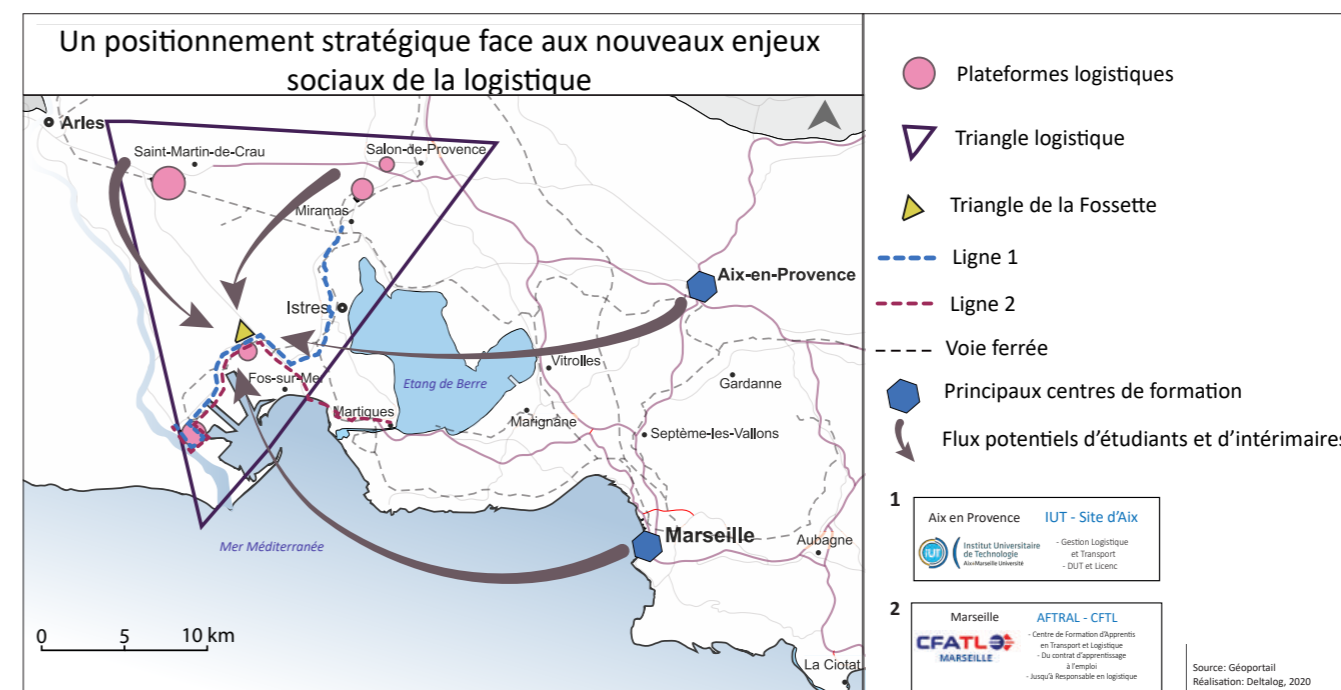 Un positionnement stratégique face aux nouveaux enjeux
sociaux de la logistique
Arles
Saint-Martin-de-Crau
Salon-de-Provence
Miramas
Istres
Aix-en-Provence
Vitrolles
Etang de Berre
Gardanne
Fos-sur-Mer
Martiques
Marignane
Septème-les-Vallons
Mer Méditerranée
Marseille
Aubagne
La Ciotat
0 5 10 km
Plateformes logistiques
Triangle logistique
Triangle de la Fossette
Ligne 1
Ligne 2
Voie ferrée
Principaux centres de formation
Flux potentiels d'étudiants et d'intérimaires
1
Aix en Provence IUT - Site d'Aix
iUT
Institut Universitaire
de Technologie
Aix*Marseille Université
- Gestion Logistique
et Transport
- DUT et Licenc
2
Marseille AFTRAL - CFTL
CFATL
MARSEILLE
- Centre de Formation d'Apprentis
en Transport et Logistique
- Du contrat d'apprentissage
à l'emploi
- Jusqu'à Responsable en logistique
Source: Géoportail
Réalisation: Deltalog, 2020